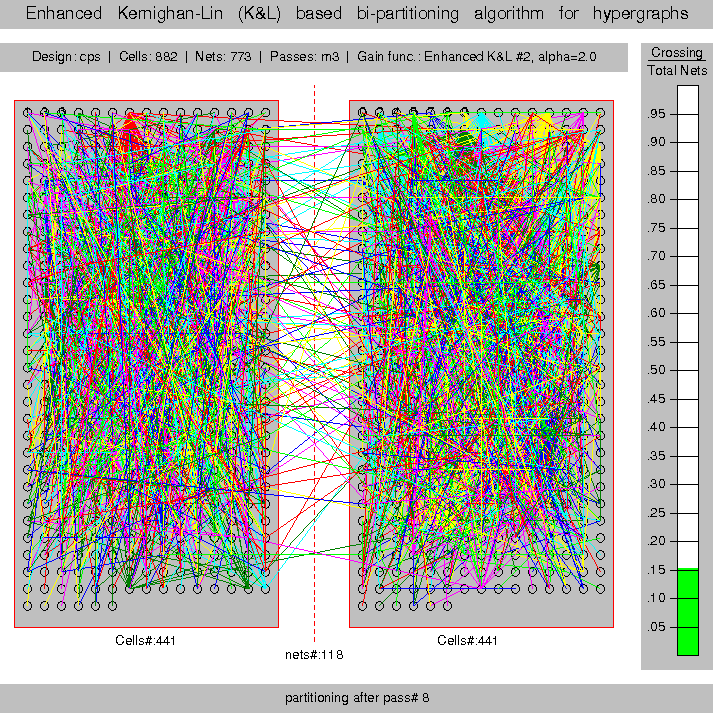 Enhanced Kernighan-Lin (K&L) based bi-partitioning algorithm for hypergraphs
Design: cps | Cells: 882 | Nets: 773 | Passes: m3 | Gain func.: Enhanced K&L #2, alpha=2.0
Crossing
Total Nets
.95
.90
.85
.80
.75
.70
.65
.60
.55
.50
.45
.40
.35
.30
.25
.20
.15
.10
.05
Cells#:441
Cells#:441
nets#:118
partitioning after pass# 8